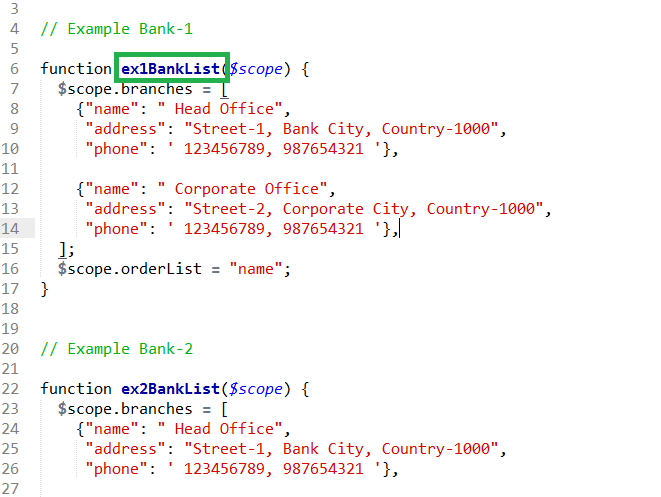 3
4 // Example Bank-1
5
6 function ex1BankList($scope) {
7 $scope.branches = [
8 {"name": " Head Office",
9 "address": "Street-1, Bank City, Country-1000",
10 "phone": ' 123456789, 987654321 '},
11
12 {"name": " Corporate Office",
13 "address": "Street-2, Corporate City, Country-1000",
14 "phone": ' 123456789, 987654321 '},
15 ];
16 $scope.orderList = "name";
17 }
18
19
20 // Example Bank-2
21
22 function ex2BankList($scope) {
23 $scope.branches = [
24 {"name": " Head Office",
25 "address": "Street-1, Bank City, Country-1000",
26 "phone": ' 123456789, 987654321 '},
27